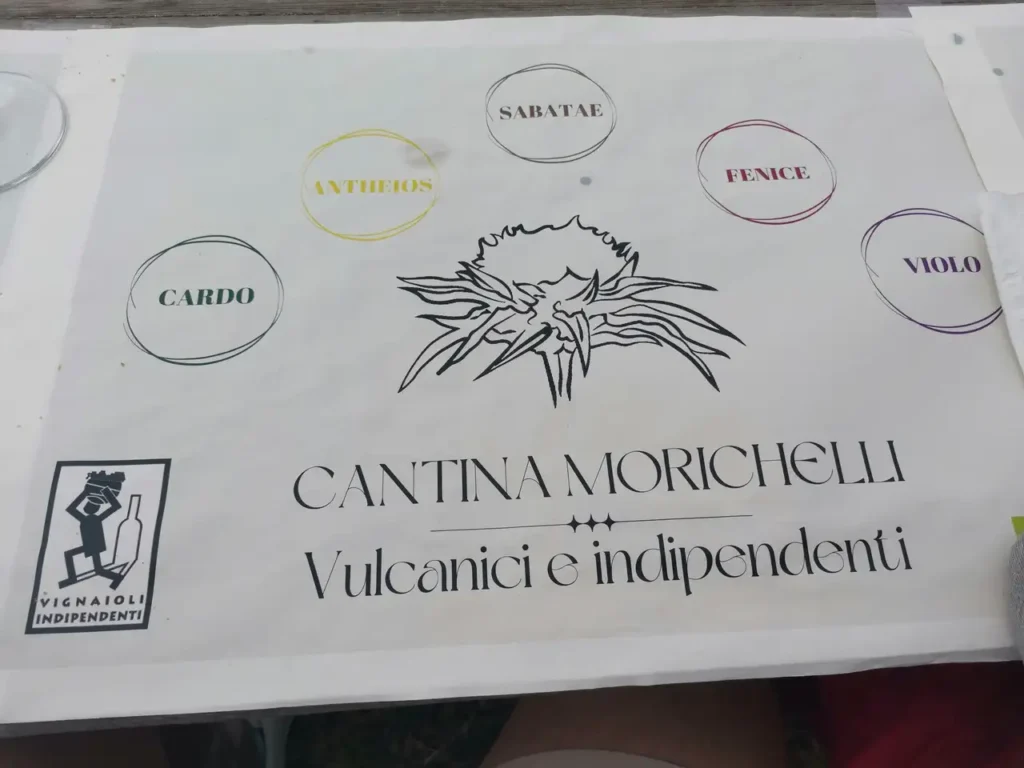 SABATAE
ANTHEIOS
FENICE
CARDO
VIOLO
CANTINA MORICHELLI
Vulcanici e indipendenti
VIGNAIOLI
INDIPENDENTI